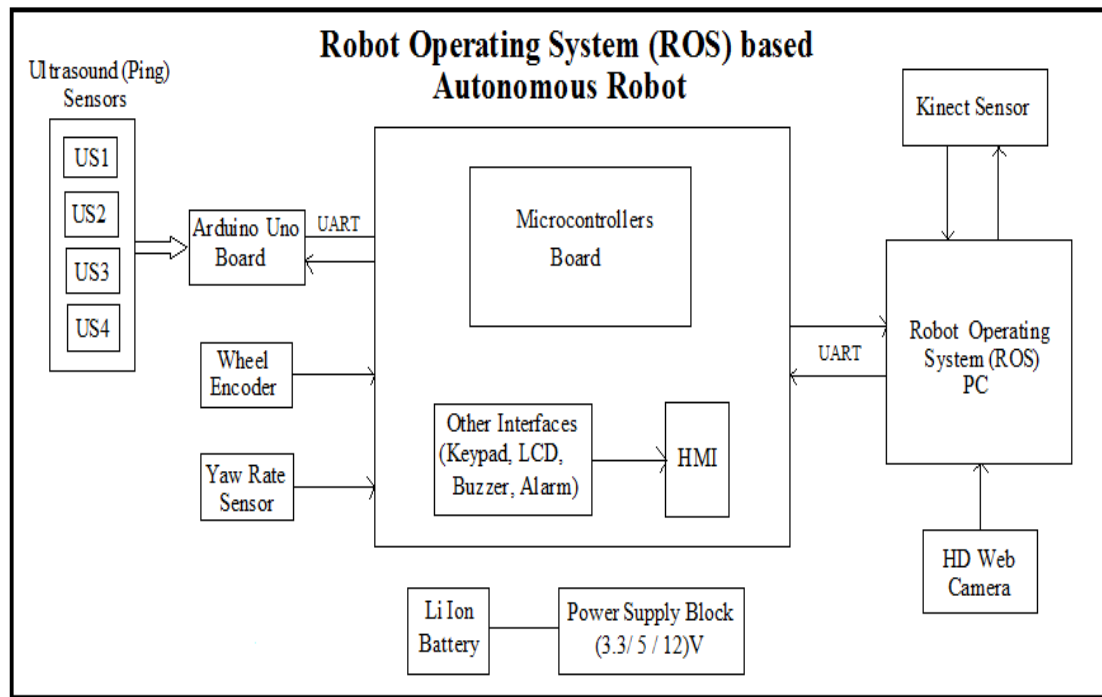 Robot Operating System (ROS) based
Autonomous Robot
Ultrasound (Ping)
Sensors
US1
US2
US3
US4
Arduino Uno
Board
UART
Wheel
Encoder
Yaw Rate
Sensor
Microcontrollers
Board
Other Interfaces
(Keypad, LCD,
Buzzer, Alarm)
HMI
UART
Kinect Sensor
Robot Operating
System (ROS)
PC
HD Web
Camera
Li Ion
Battery
Power Supply Block
(3.3/ 5 / 12)V